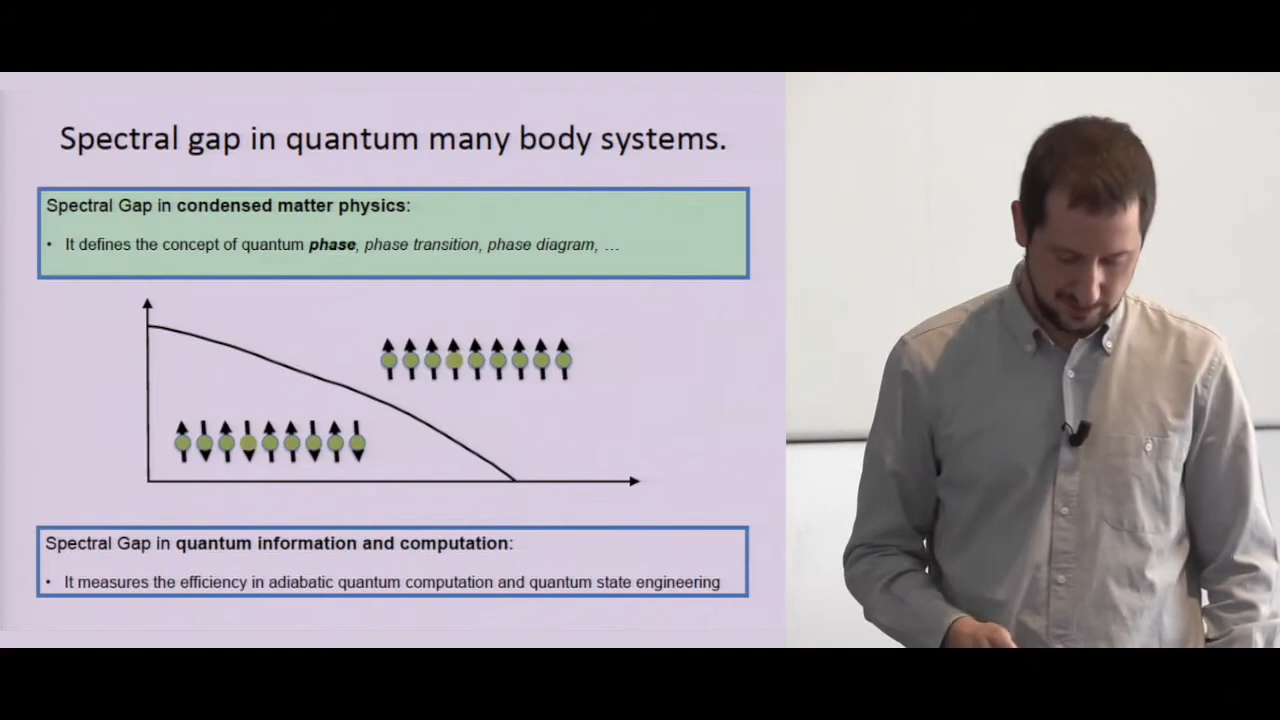 Spectral gap in quantum many body systems.
Spectral Gap in condensed matter physics:
• It defines the concept of quantum phase, phase transition, phase diagram, …
Spectral Gap in quantum information and computation:
• It measures the efficiency in adiabatic quantum computation and quantum state engineering